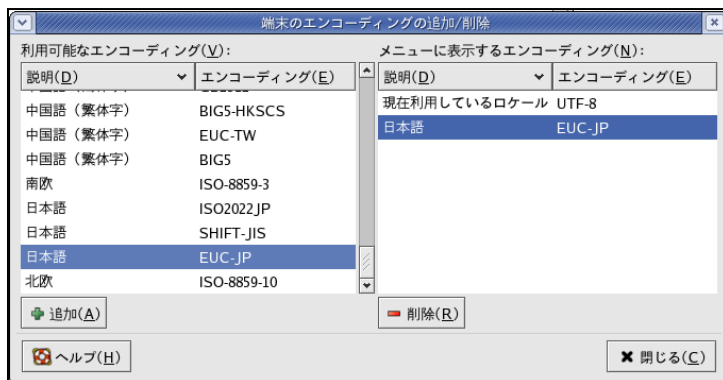 端末のエンコーディングの追加/削除
利用可能なエンコーディング(V):
説明(D) エンコーディング(E)
中国語（繁体字） BIG5-HKSCS
中国語（繁体字） EUC-TW
中国語（繁体字） BIG5
南欧 ISO-8859-3
日本語 ISO2022JP
日本語 SHIFT-JIS
日本語 EUC-JP
北欧 ISO-8859-10
追加(A)
メニューに表示するエンコーディング(N):
説明(D) エンコーディング(E)
現在利用しているロケール UTF-8
日本語 EUC-JP
削除(R)
ヘルプ(H)
閉じる(C)